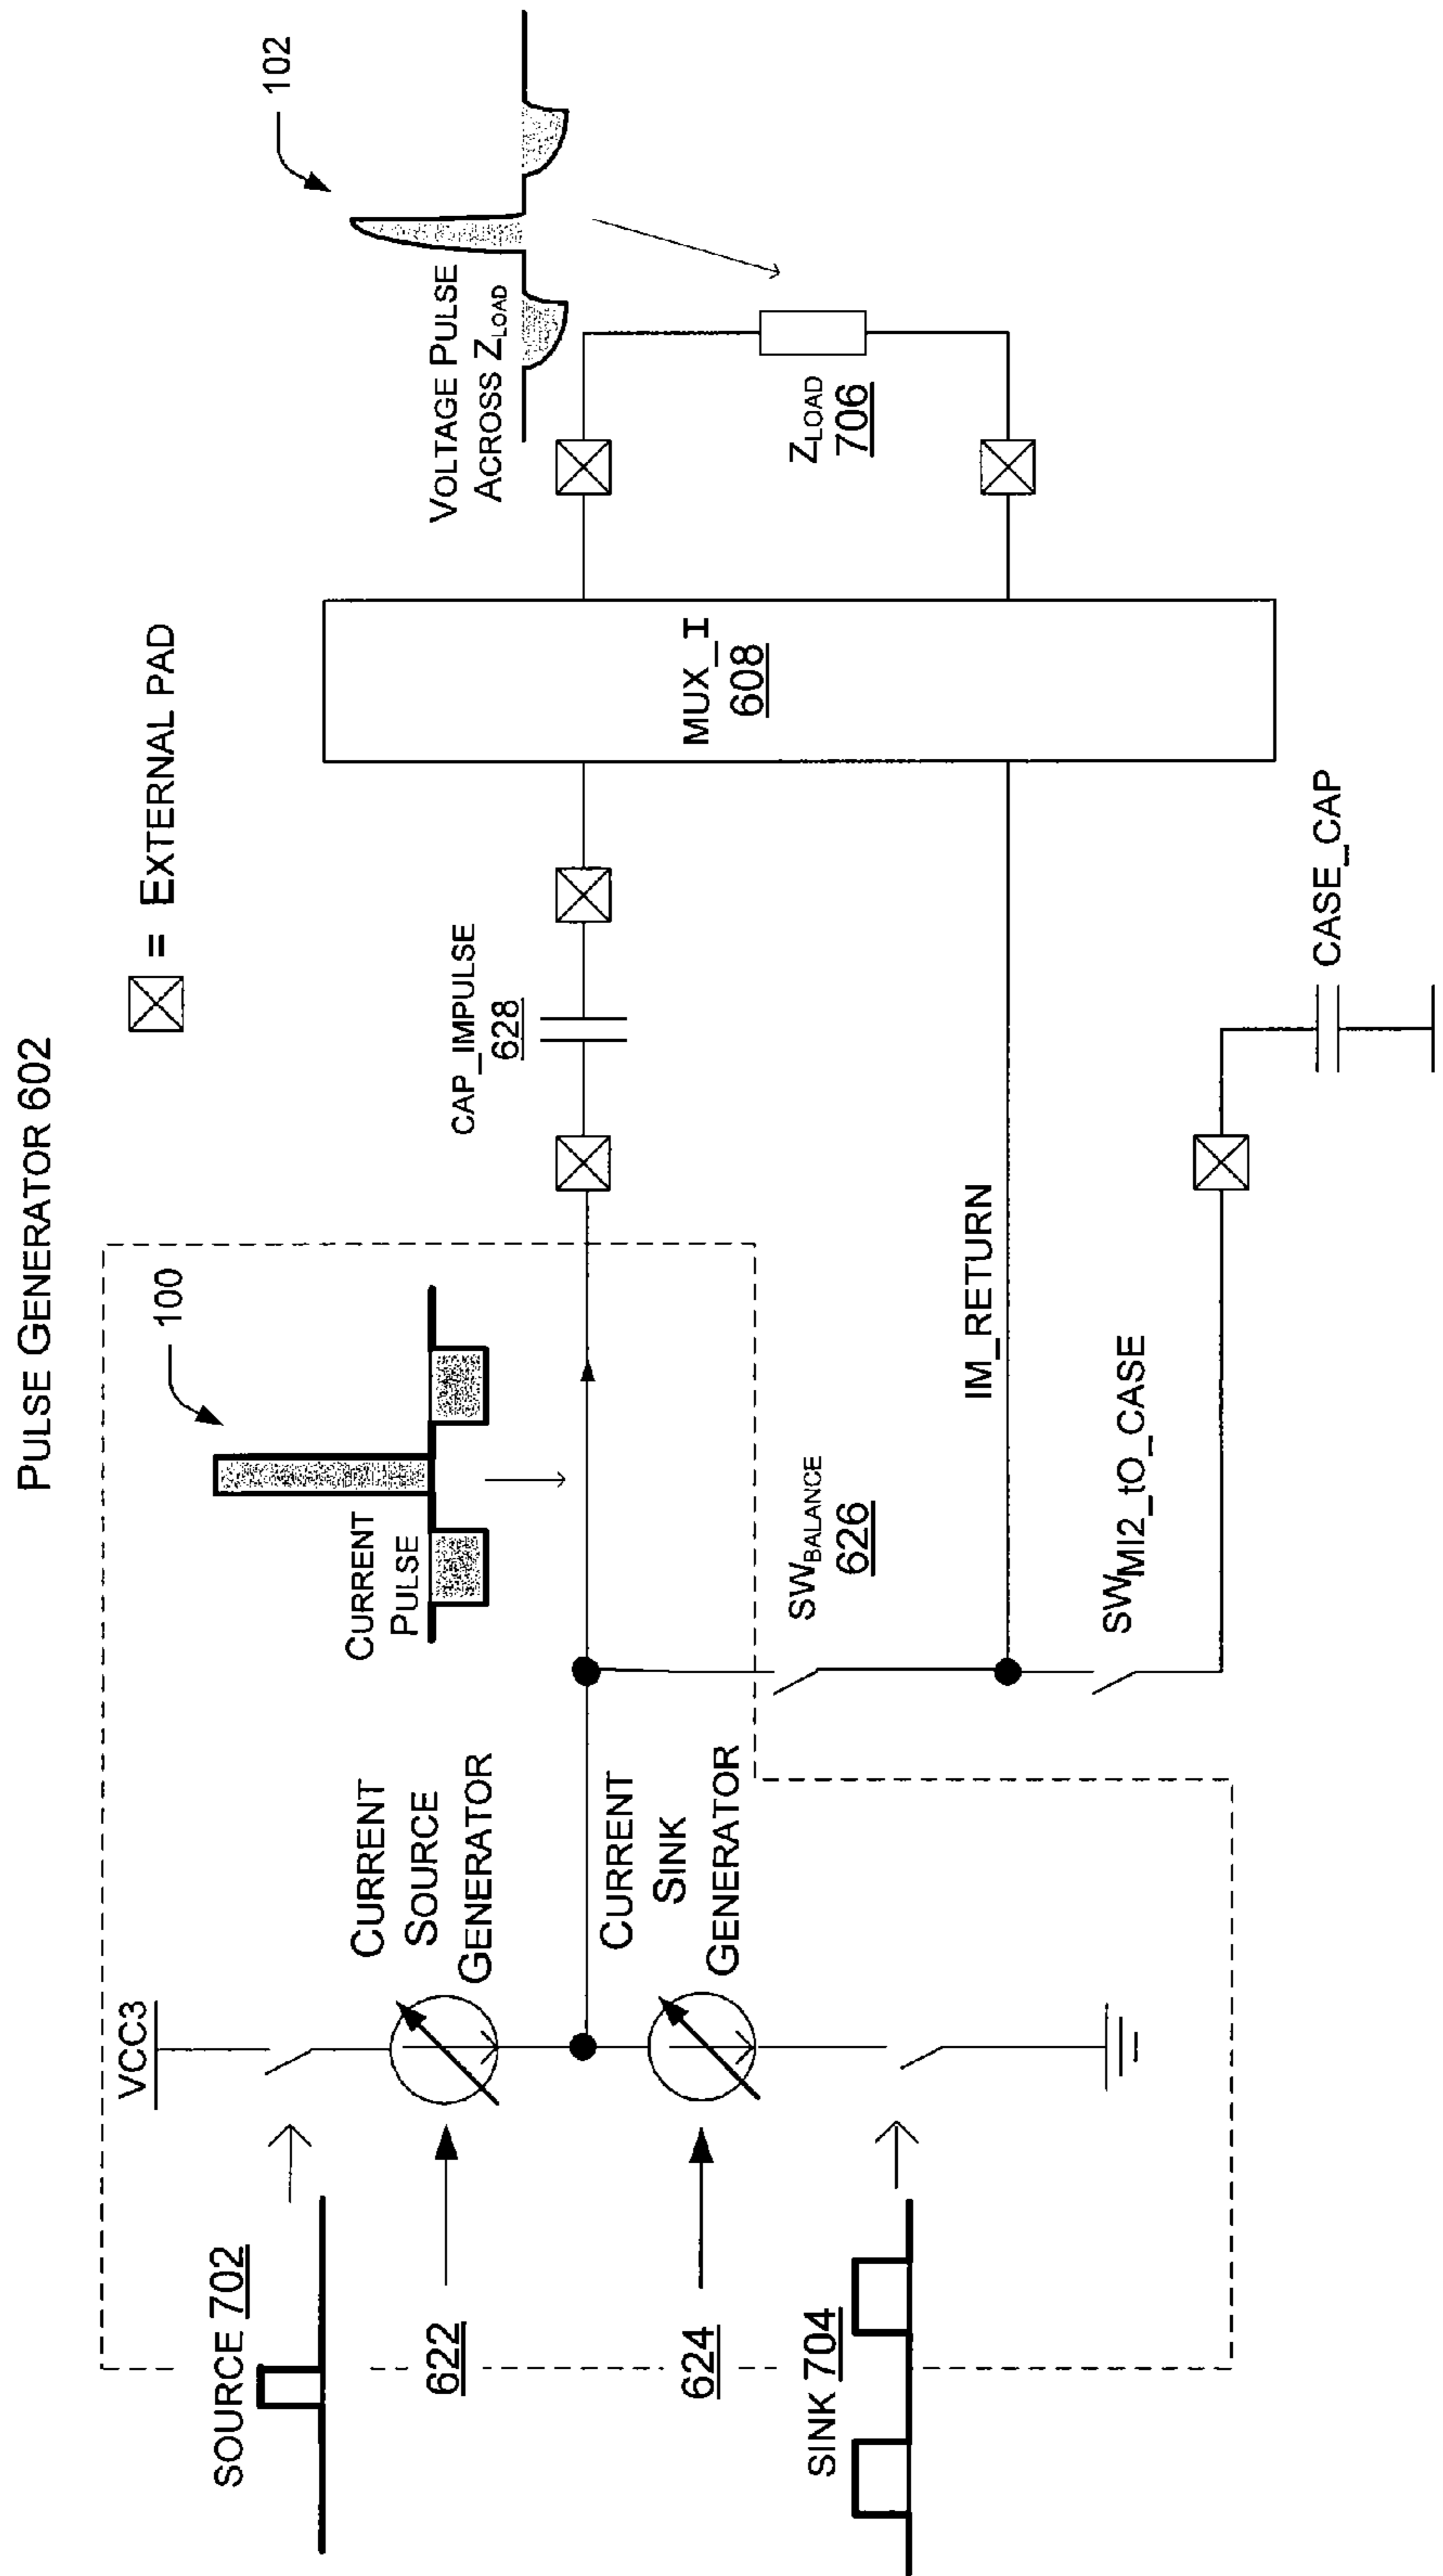 PULSE GENERATOR 602
= EXTERNAL PAD
102
VOLTAGE PULSE
ACROSS ZLOAD
100
CURRENT
PULSE
VCC3
SOURCE 702
CURRENT
SOURCE
GENERATOR
622
CURRENT
SINK
GENERATOR
624
SINK 704
CAP_IMPULSE
628
MUX_I
608
ZLOAD
706
SWBALANCE
626
IM_RETURN
SWMI2_tO_CASE
CASE_CAP